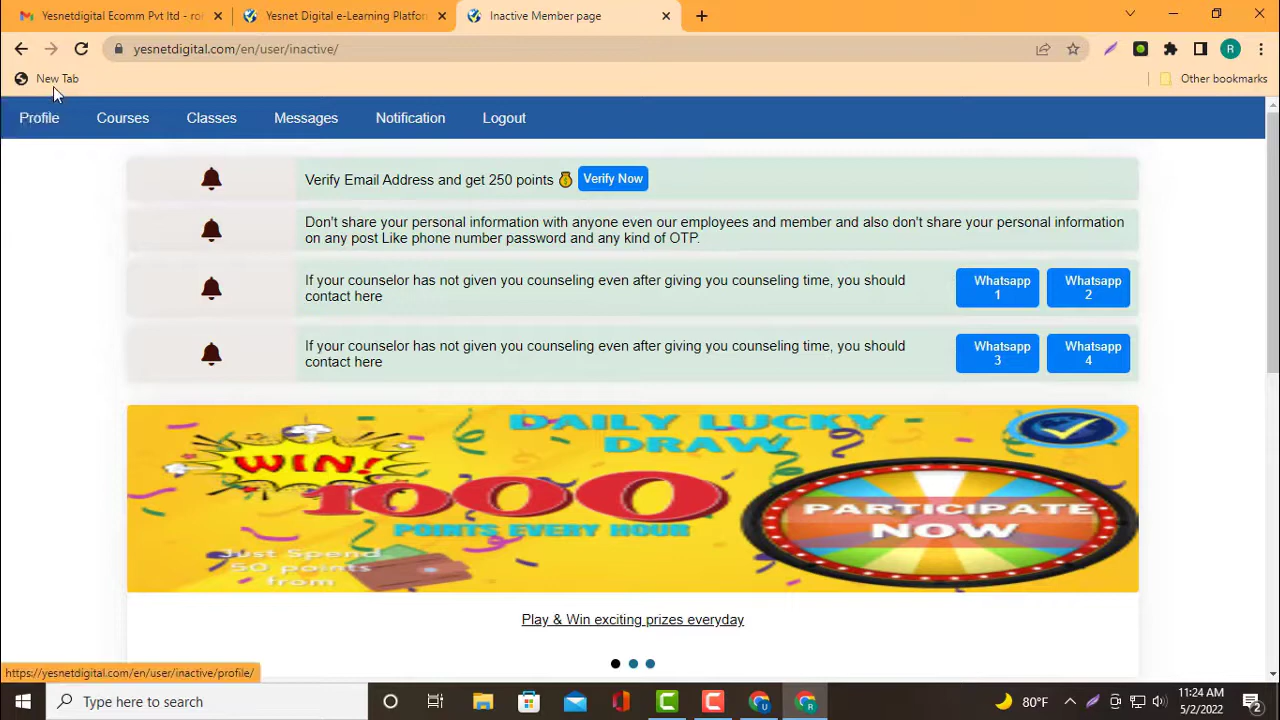 Yesnetdigital Ecomm Pvt ltd - ro
Yesnet Digital e-Learning Platfor
Inactive Member page
yesnetdigital.com/en/user/inactive/
R
New Tab
Other bookmarks
Profile
Courses
Classes
Messages
Notification
Logout
Verify Email Address and get 250 points
Verify Now
Don't share your personal information with anyone even our employees and member and also don't share your personal information
on any post Like phone number password and any kind of OTP.
If your counselor has not given you counseling even after giving you counseling time, you should
contact here
Whatsapp
1
Whatsapp
2
If your counselor has not given you counseling even after giving you counseling time, you should
contact here
Whatsapp
3
Whatsapp
4
DAILY LUCKY
DRAW
WIN!
1000
POINTS EVERY HOUR
Just Spend
50 points
from
PARTICIPATE
NOW
Play & Win exciting prizes everyday
https://yesnetdigital.com/en/user/inactive/profile/
Type here to search
80°F
11:24 AM
5/2/2022
2